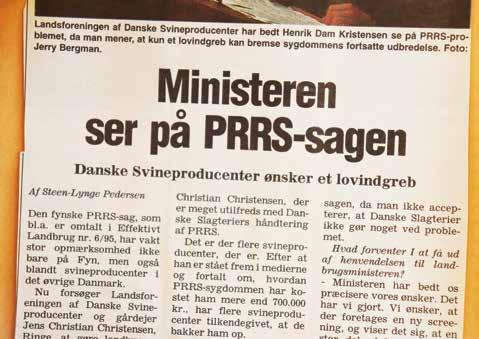 Landsforeningen af Danske Svineproducenter har bedt Henrik Dam Kristensen se på PRRS-pro-
blemet, da man mener, at kun et lovindgreb kan bremse sygdommens fortsatte udbredelse. Foto:
Jerry Bergman.
Ministeren
ser på PRRS-sagen
Danske Svineproducenter ønsker et lovindgreb
Af Steen-Lynge Pedersen
Den fynske PRRS-sag, som
bl.a. er omtalt i Effektivt
Landbrug nr. 6/95, har vakt
stor opmærksomhed ikke
bare på Fyn, men også
blandt svineproducenter i
det øvrige Danmark.
Nu forsøger Landsfor-
eningen af Danske Svine-
producenter og gårdejer
Jens Christian Christensen,
Ringe, at
Christian Christensen, der
er meget utilfreds med Dan-
ske Slagteriers håndtering
af PRRS.
Det er der flere svinepro-
ducenter, der er. Efter at
han er stået frem i medierne
og fortalt om, hvordan
PRRS-sygdommen har ko-
stet ham mere end 700.000
kr., har flere svineprodu-
center tilkendegivet, at de
bakker ham op.
sagen, da man ikke accep-
terer, at Danske Slagterier
ikke gør noget ved proble-
met.
Hvad forventer I at få ud
af henvendelsen til land-
brugsministeren?
- Ministeren har bedt os
præcisere vores ønsker. Det
har vi gjort. Vi ønsker, at
der foretages en ny scree-
ning, og viser det sig, at en